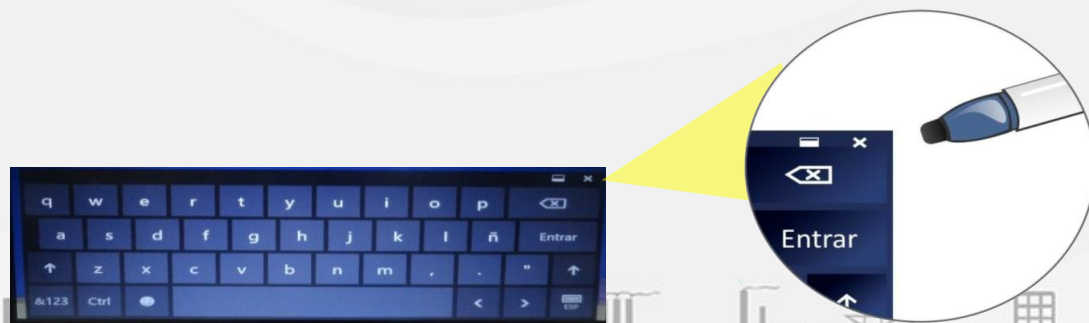 q w e r t y u i o p
a s d f g h j k l ñ Entrar
z x c v b n m , . "
&123 Ctrl < > ESP
Entrar